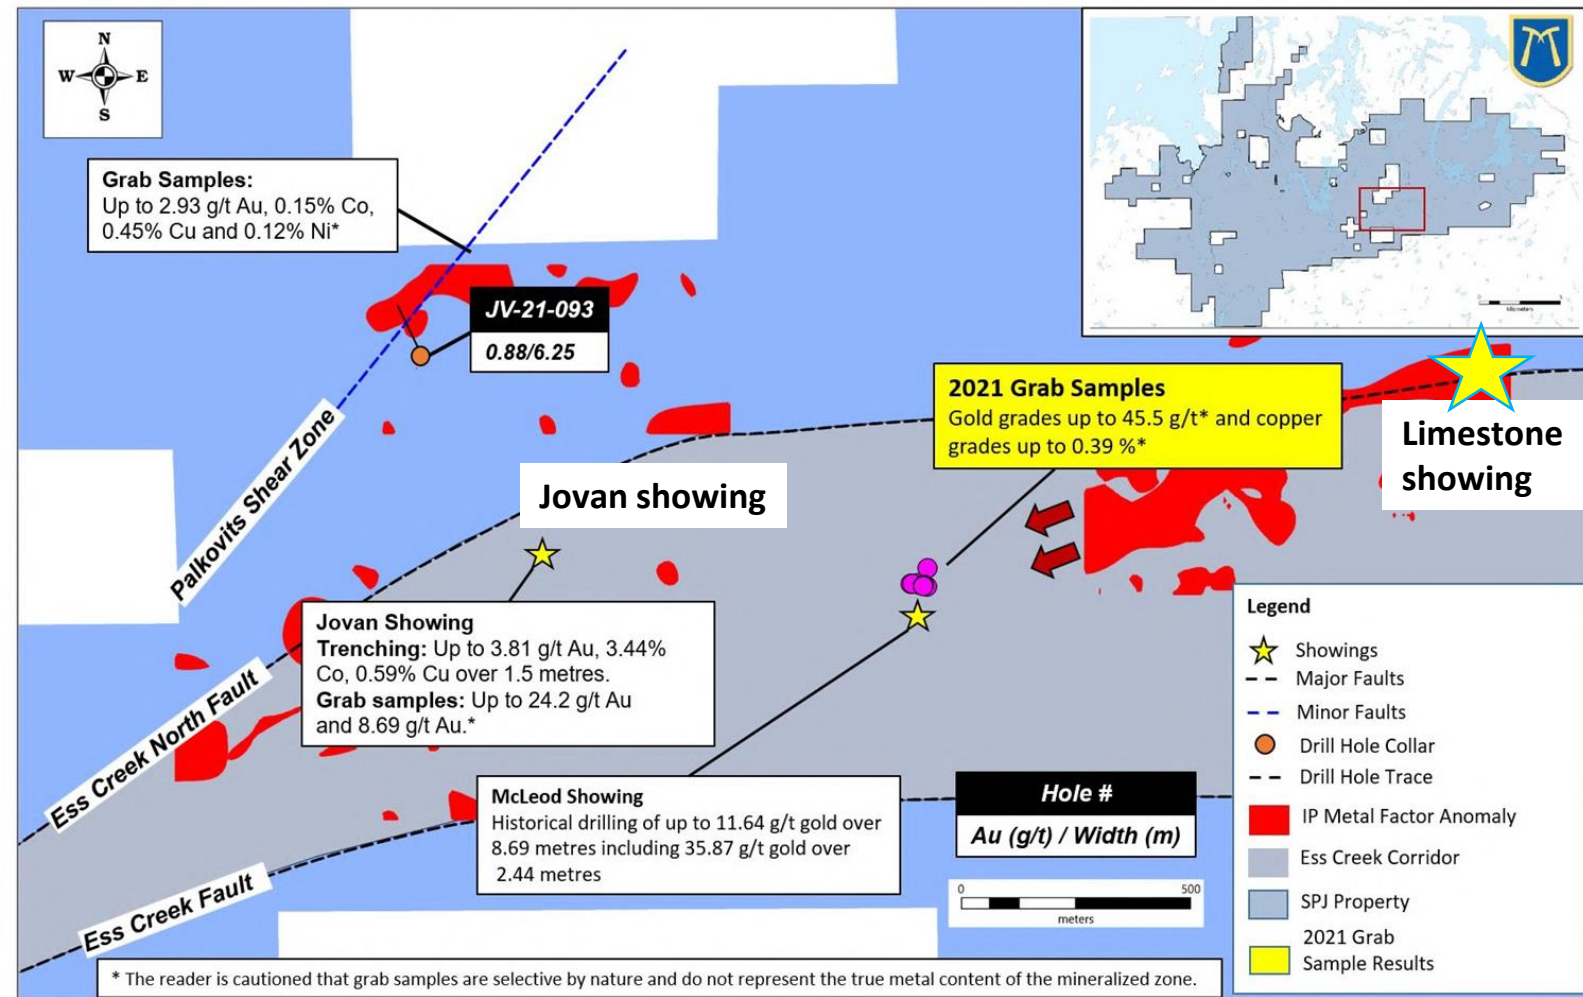 N
W E
S
Grab Samples:
Up to 2.93 g/t Au, 0.15% Co,
0.45% Cu and 0.12% Ni*
JV-21-093
0.88/6.25
2021 Grab Samples
Gold grades up to 45.5 g/t* and copper
grades up to 0.39 %*
Limestone
showing
Palkovits Shear Zone
Jovan showing
Jovan Showing
Trenching: Up to 3.81 g/t Au, 3.44%
Co, 0.59% Cu over 1.5 metres.
Grab samples: Up to 24.2 g/t Au
and 8.69 g/t Au.*
Ess Creek North Fault
McLeod Showing
Historical drilling of up to 11.64 g/t gold over
8.69 metres including 35.87 g/t gold over
2.44 metres
Ess Creek Fault
Hole #
Au (g/t) / Width (m)
0 500
meters
Legend
Showings
Major Faults
Minor Faults
Drill Hole Collar
Drill Hole Trace
IP Metal Factor Anomaly
Ess Creek Corridor
SPJ Property
2021 Grab
Sample Results
* The reader is cautioned that grab samples are selective by nature and do not represent the true metal content of the mineralized zone.